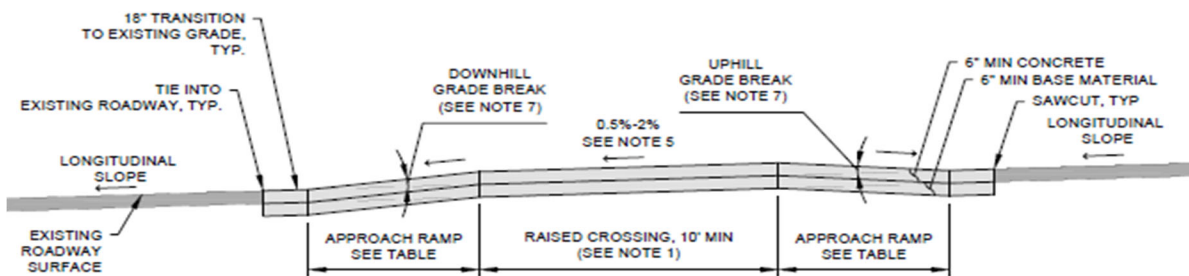 18" TRANSITION
TO EXISTING GRADE,
TYP.
TIE INTO
EXISTING ROADWAY, TYP.
LONGITUDINAL
SLOPE
EXISTING
ROADWAY
SURFACE
DOWNHILL
GRADE BREAK
(SEE NOTE 7)
0.5%-2%
SEE NOTE 5
UPHILL
GRADE BREAK
(SEE NOTE 7)
6" MIN CONCRETE
6" MIN BASE MATERIAL
SAWCUT, TYP
LONGITUDINAL
SLOPE
APPROACH RAMP
SEE TABLE
RAISED CROSSING, 10' MIN
(SEE NOTE 1)
APPROACH RAMP
SEE TABLE